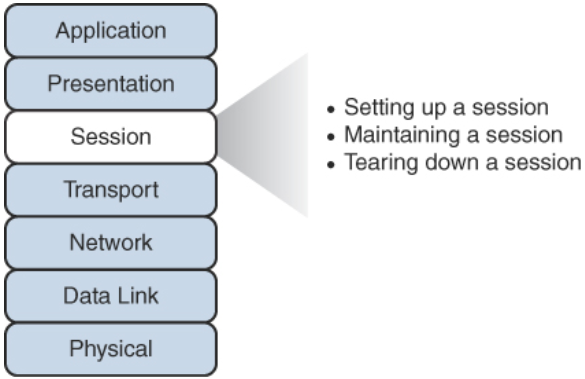 Application
Presentation
Session
Transport
Network
Data Link
Physical
• Setting up a session
• Maintaining a session
• Tearing down a session